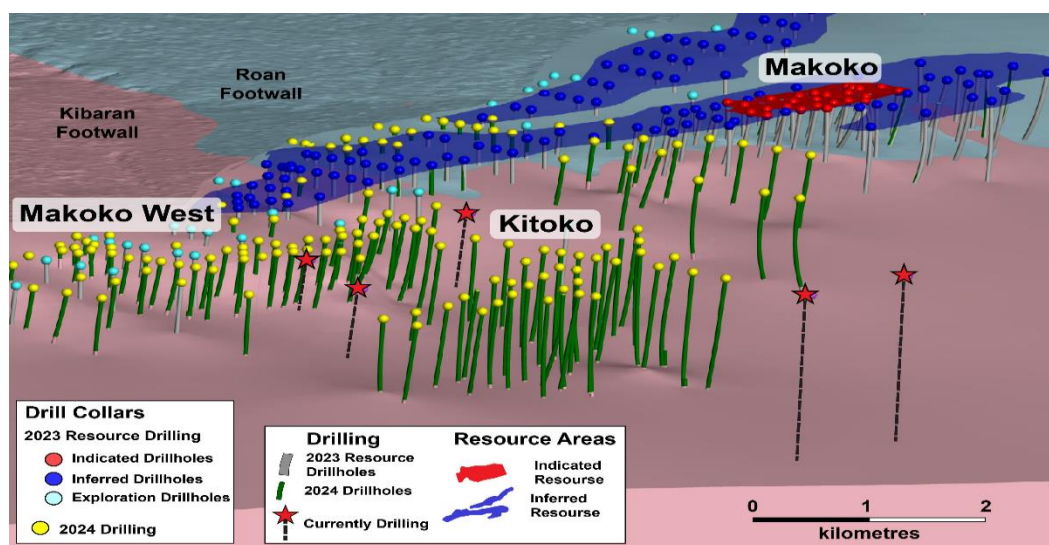 Roan
Footwall
Makoko
Kibaran
Footwall
Makoko West
Kitoko
Drill Collars
2023 Resource Drilling
Indicated Drillholes
Inferred Drillholes
Exploration Drillholes
2024 Drilling
Drilling
2023 Resource
Drillholes
2024 Drillholes
Currently Drilling
Resource Areas
Indicated
Resourse
Inferred
Resourse
0 1 2
kilometres